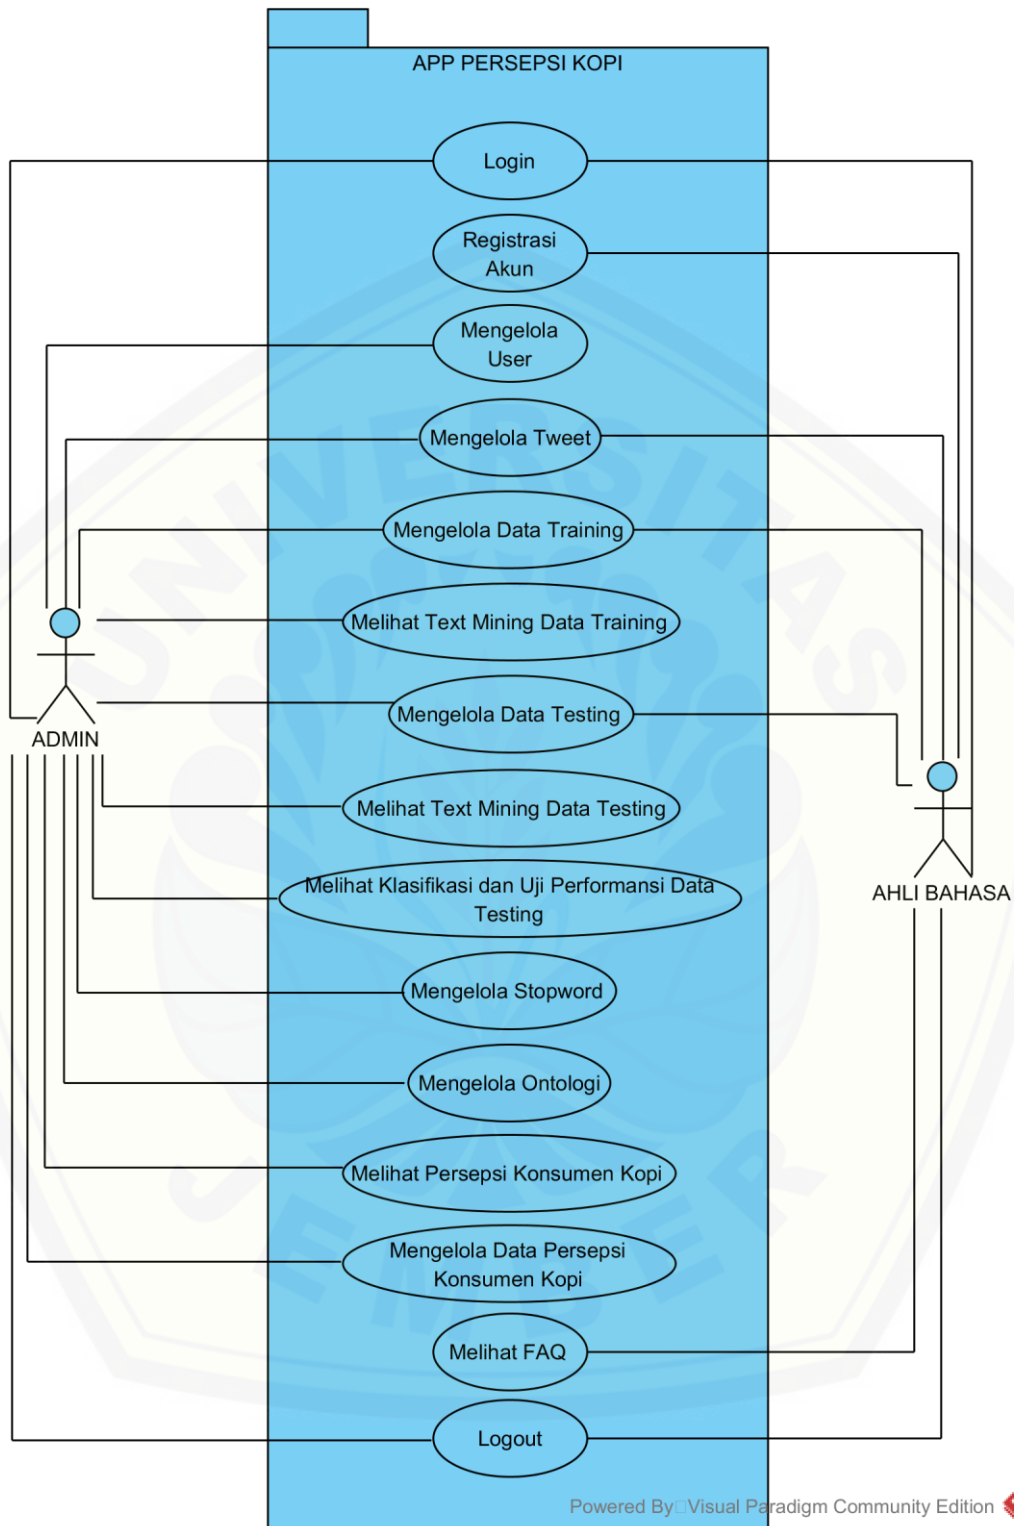 APP PERSEPSI KOPI
Login
Registrasi
Akun
Mengelola
User
Mengelola Tweet
Mengelola Data Training
Melihat Text Mining Data Training
Mengelola Data Testing
ADMIN
Melihat Text Mining Data Testing
Melihat Klasifikasi dan Uji Performansi Data
Testing
AHLI BAHASA
Mengelola Stopword
Mengelola Ontologi
Melihat Persepsi Konsumen Kopi
Mengelola Data Persepsi
Konsumen Kopi
Melihat FAQ
Logout
UNIVERSITAS
JEMBER
Powered By Visual Paradigm Community Edition